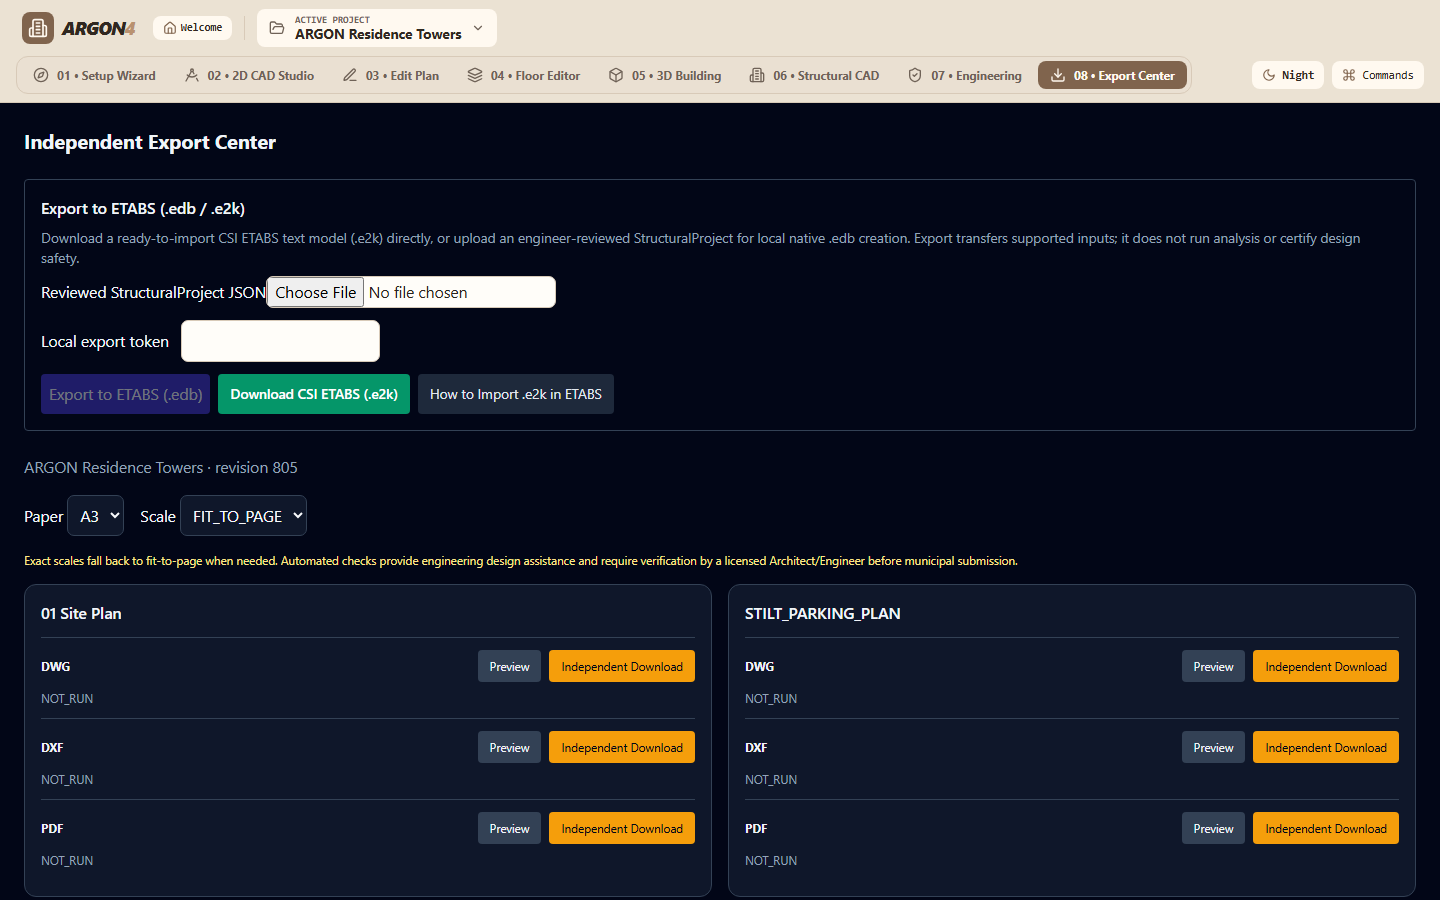 ARGON4
Welcome
ACTIVE PROJECT
ARGON Residence Towers
01 • Setup Wizard
02 • 2D CAD Studio
03 • Edit Plan
04 • Floor Editor
05 • 3D Building
06 • Structural CAD
07 • Engineering
08 • Export Center
Night
Commands
Independent Export Center
Export to ETABS (.edb / .e2k)
Download a ready-to-import CSI ETABS text model (.e2k) directly, or upload an engineer-reviewed StructuralProject for local native .edb creation. Export transfers supported inputs; it does not run analysis or certify design
safety.
Reviewed StructuralProject JSON Choose File No file chosen
Local export token
Export to ETABS (.edb)
Download CSI ETABS (.e2k)
How to Import .e2k in ETABS
ARGON Residence Towers · revision 805
Paper A3 Scale FIT_TO_PAGE
Exact scales fall back to fit-to-page when needed. Automated checks provide engineering design assistance and require verification by a licensed Architect/Engineer before municipal submission.
01 Site Plan
DWG Preview Independent Download
NOT_RUN
DXF Preview Independent Download
NOT_RUN
PDF Preview Independent Download
NOT_RUN
STILT_PARKING_PLAN
DWG Preview Independent Download
NOT_RUN
DXF Preview Independent Download
NOT_RUN
PDF Preview Independent Download
NOT_RUN